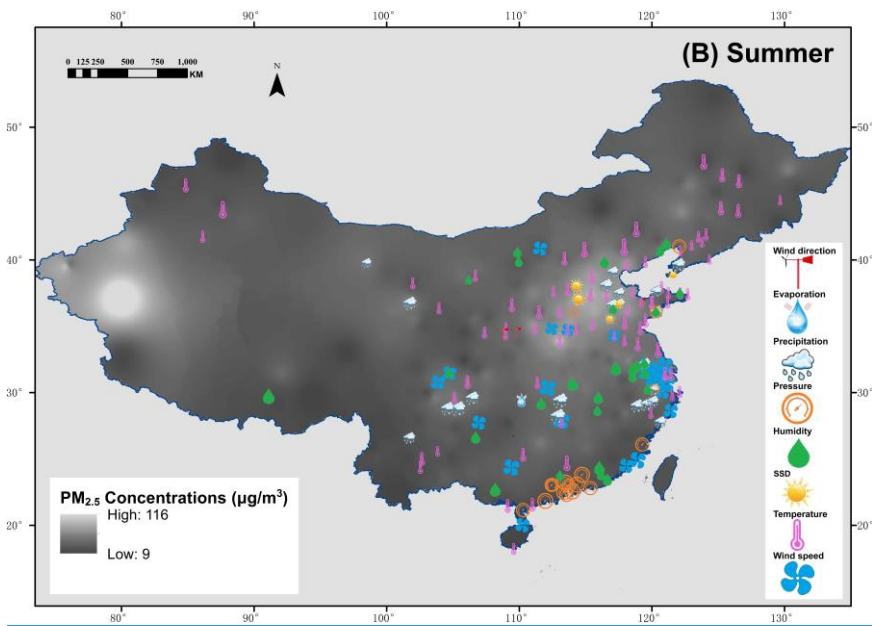 80° 90° 100° 110° 120° 130°
0 125 250 500 750 1,000
KM
N
(B) Summer
50° 50°
40° 40°
30° 30°
20° 20°
Wind direction
Evaporation
Precipitation
Pressure
Humidity
SSD
Temperature
Wind speed
PM2.5 Concentrations (μg/m³)
High: 116
Low: 9
80° 90° 100° 110° 120° 130°